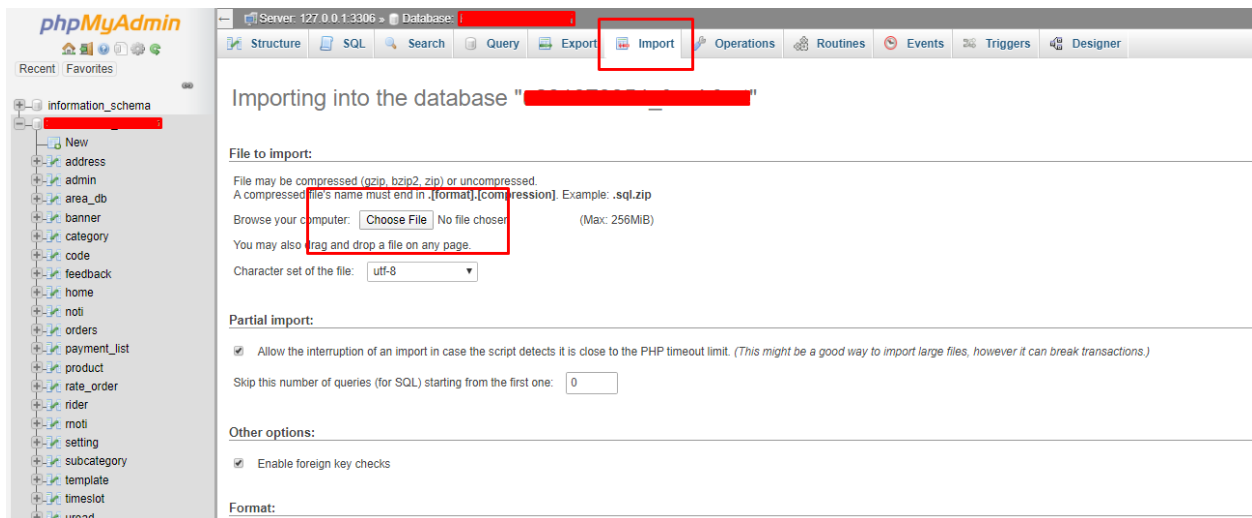 phpMyAdmin
Recent Favorites
information_schema
New
address
admin
area_db
banner
category
code
feedback
home
noti
orders
payment_list
product
rate_order
rider
rnoti
setting
subcategory
template
timeslot
Server: 127.0.0.1:3306 » Database:
Structure SQL Search Query Export Import Operations Routines Events Triggers Designer
Importing into the database " "
File to import:
File may be compressed (gzip, bzip2, zip) or uncompressed.
A compressed file's name must end in .[format].[compression]. Example: .sql.zip
Browse your computer: Choose File No file chosen (Max: 256MiB)
You may also drag and drop a file on any page.
Character set of the file: utf-8
Partial import:
Allow the interruption of an import in case the script detects it is close to the PHP timeout limit. (This might be a good way to import large files, however it can break transactions.)
Skip this number of queries (for SQL) starting from the first one: 0
Other options:
Enable foreign key checks
Format: